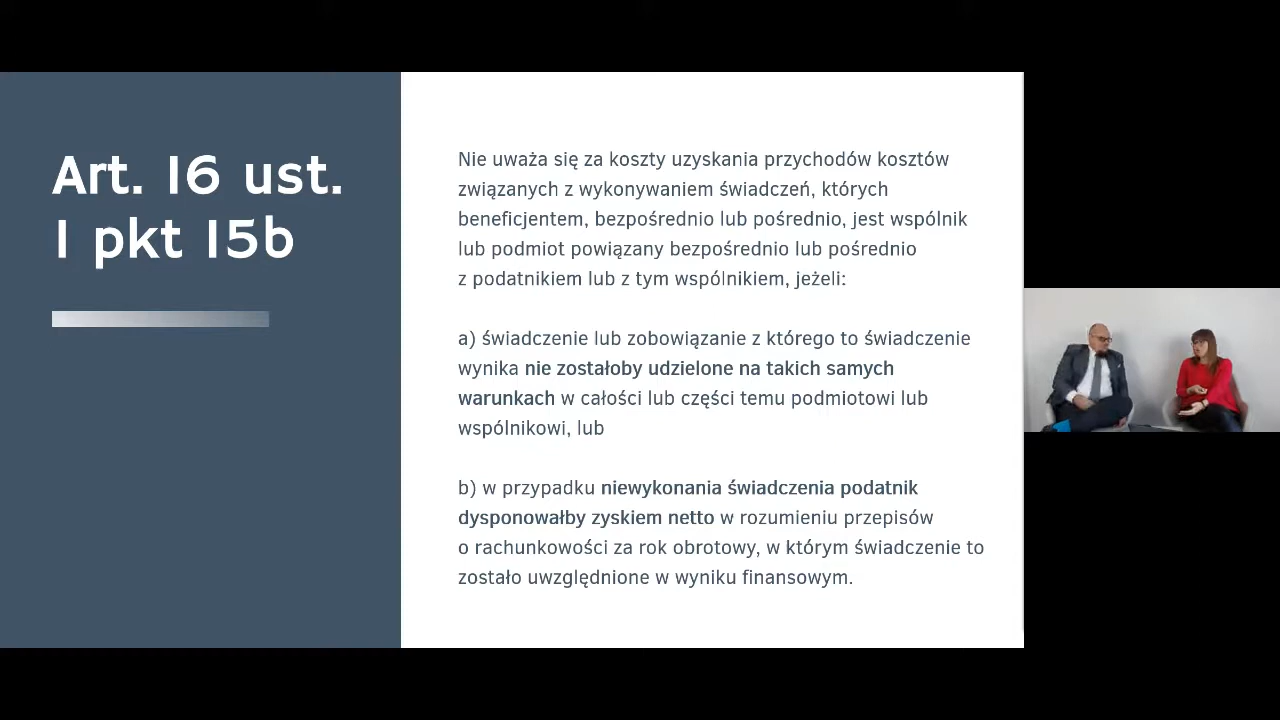 Art. 16 ust.
1 pkt 15b
Nie uważa się za koszty uzyskania przychodów kosztów
związanych z wykonywaniem świadczeń, których
beneficjentem, bezpośrednio lub pośrednio, jest wspólnik
lub podmiot powiązany bezpośrednio lub pośrednio
z podatnikiem lub z tym wspólnikiem, jeżeli:
a) świadczenie lub zobowiązanie z którego to świadczenie
wynika nie zostałoby udzielone na takich samych
warunkach w całości lub części temu podmiotowi lub
wspólnikowi, lub
b) w przypadku niewykonania świadczenia podatnik
dysponowałby zyskiem netto w rozumieniu przepisów
o rachunkowości za rok obrotowy, w którym świadczenie to
zostało uwzględnione w wyniku finansowym.